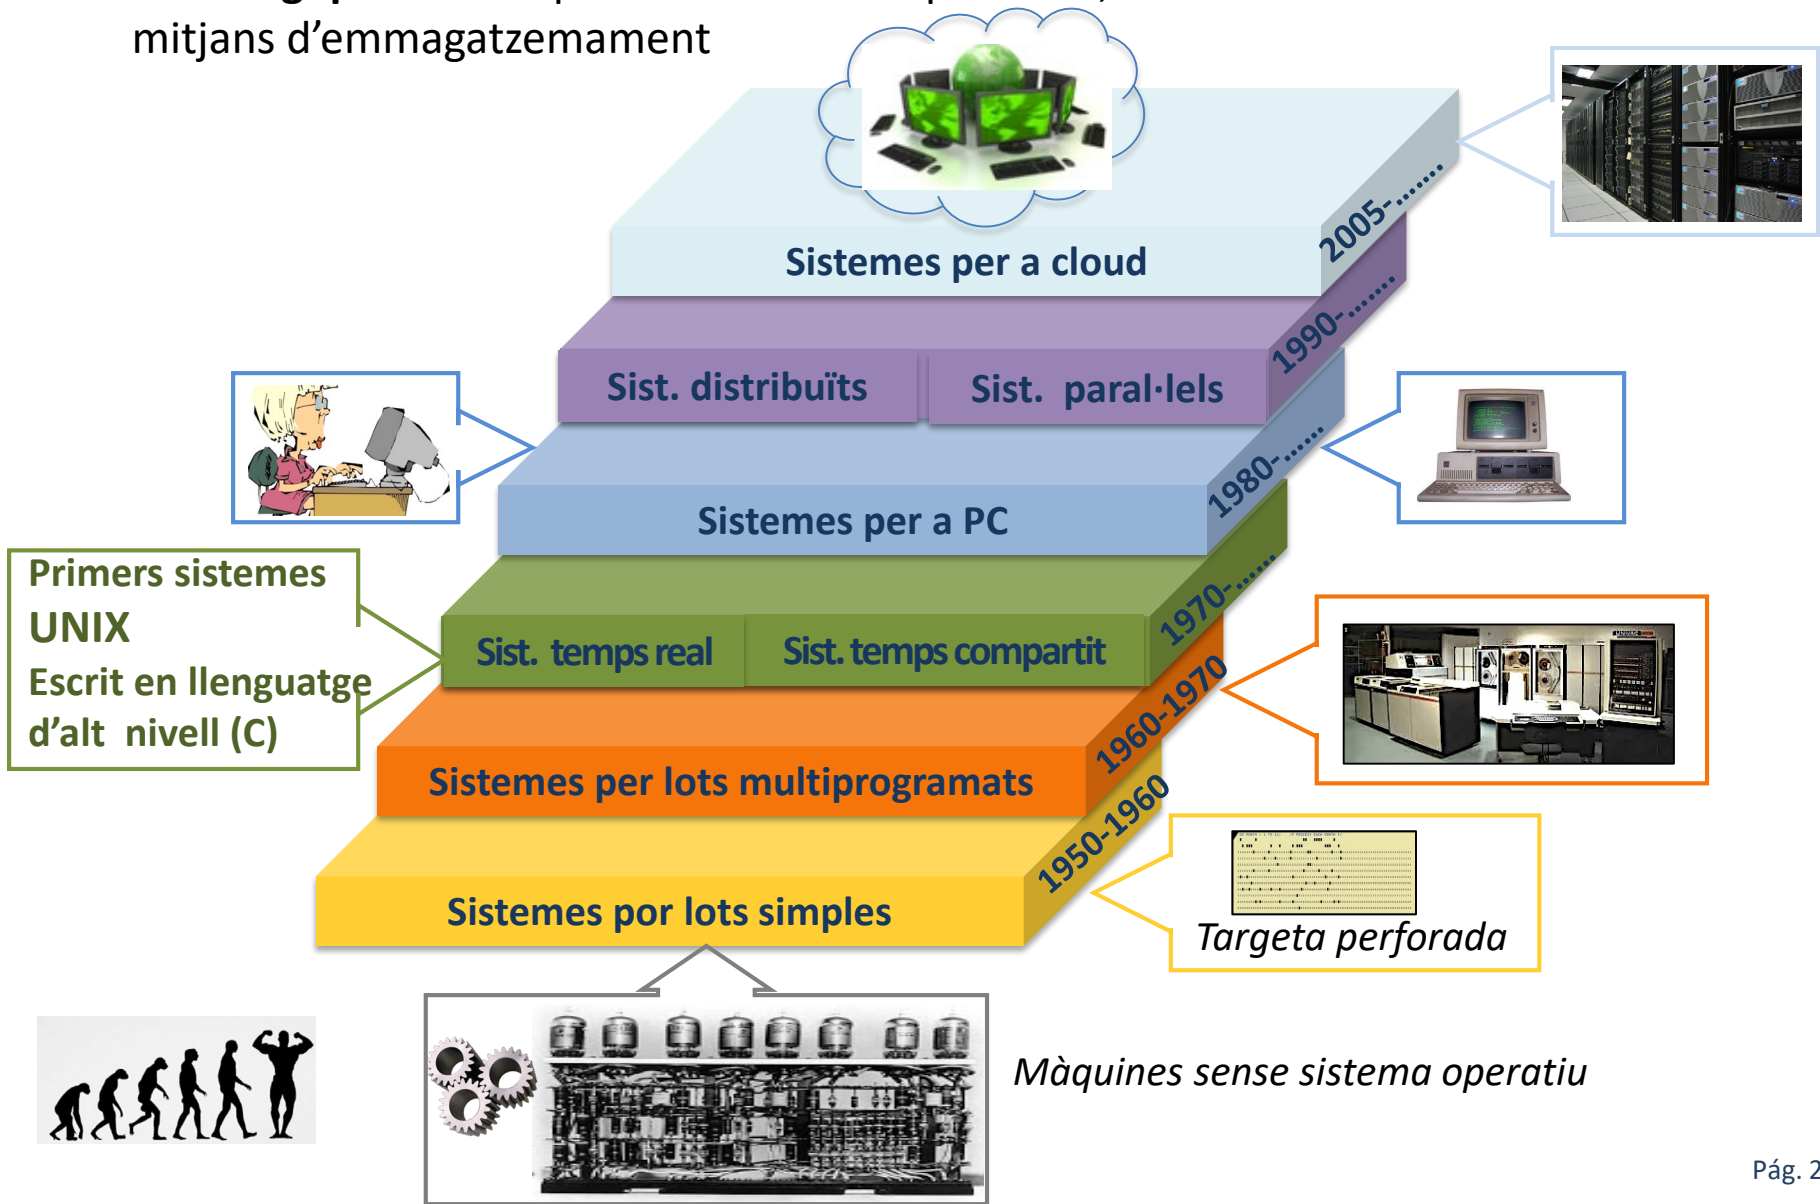 mitjans d’emmagatzemament
Sistemes per a cloud
2005-.......
Sist. distribuïts
Sist. paral·lels
1990-.......
Sistemes per a PC
1980-......
Primers sistemes
UNIX
Escrit en llenguatge
d’alt nivell (C)
Sist. temps real
Sist. temps compartit
1970-.......
Sistemes per lots multiprogramats
1960-1970
UNIVAC
Sistemes por lots simples
1950-1960
Targeta perforada
Màquines sense sistema operatiu
Pág. 2